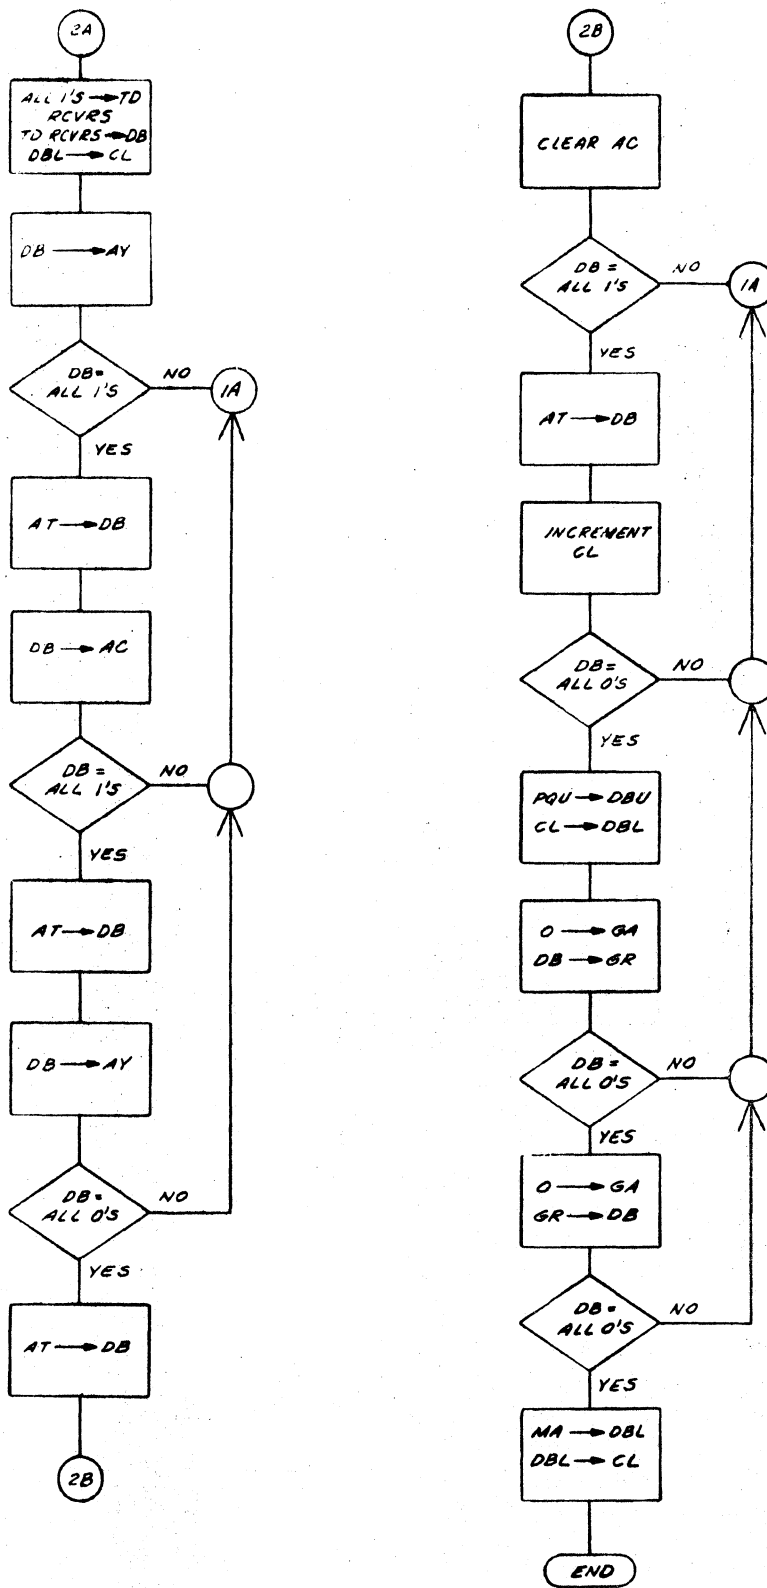 2A
ALL 1'S → TD
RCVRS
TD RCVRS → DB
DBL → CL
DB → AY
DB =
ALL 1'S
NO
1A
YES
AT → DB
DB → AC
DB =
ALL 1'S
NO
YES
AT → DB
DB → AY
DB =
ALL 0'S
NO
YES
AT → DB
2B
2B
CLEAR AC
DB =
ALL 1'S
NO
1A
YES
AT → DB
INCREMENT
CL
DB =
ALL 0'S
NO
YES
PQU → DBU
CL → DBL
0 → GA
DB → GR
DB =
ALL 0'S
NO
YES
0 → GA
GR → DB
DB =
ALL 0'S
NO
YES
MA → DBL
DBL → CL
END